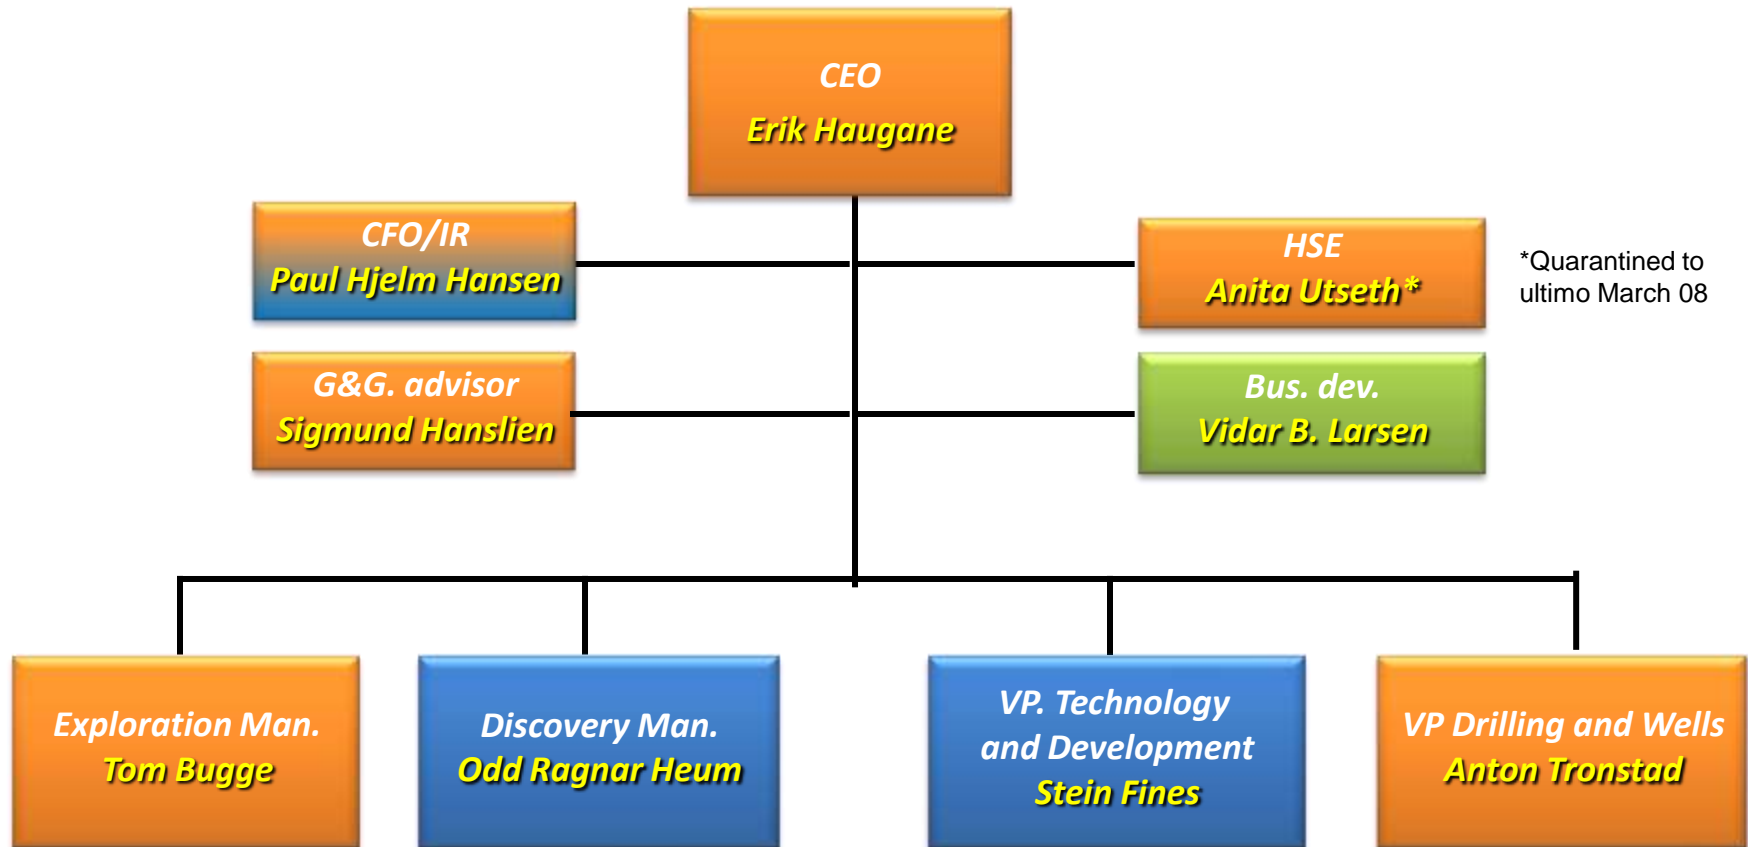 CEO
Erik Haugane
CFO/IR
Paul Hjelm Hansen
HSE
Anita Utseth*
*Quarantined to
ultimo March 08
G&G. advisor
Sigmund Hanslien
Bus. dev.
Vidar B. Larsen
Exploration Man.
Tom Bugge
Discovery Man.
Odd Ragnar Heum
VP. Technology
and Development
Stein Fines
VP Drilling and Wells
Anton Tronstad